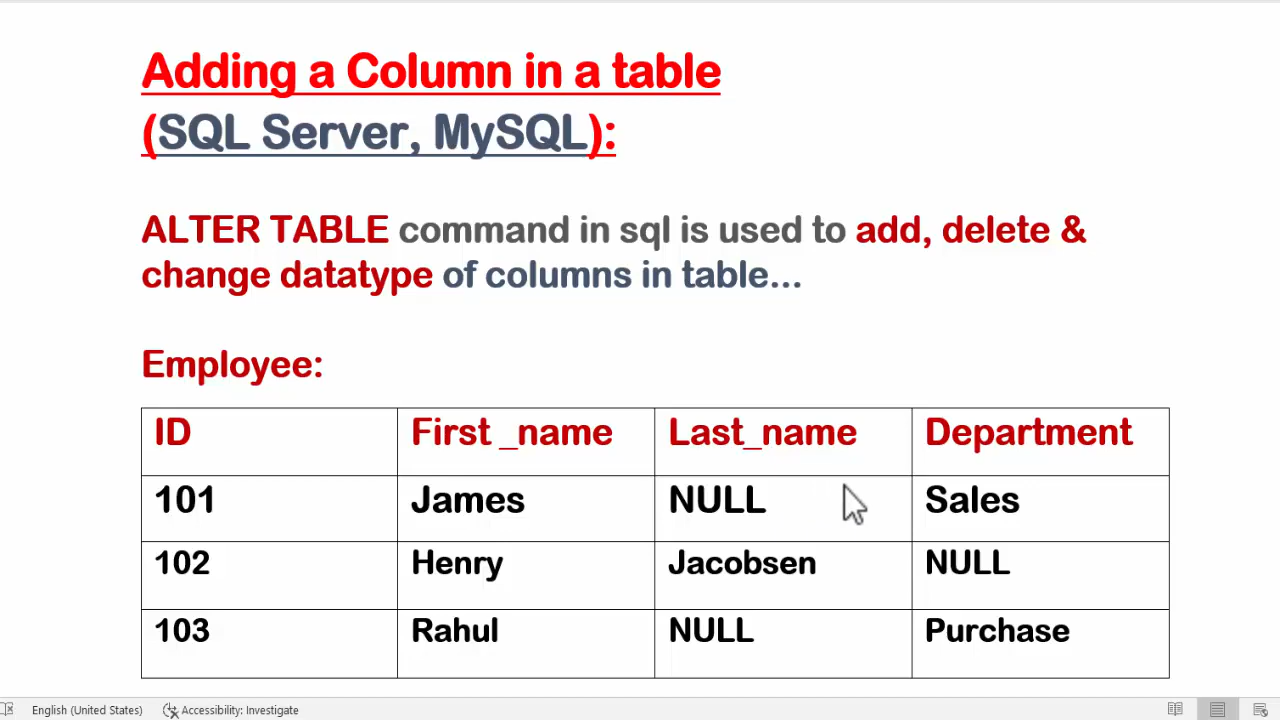 Adding a Column in a table
(SQL Server, MySQL):
ALTER TABLE command in sql is used to add, delete &
change datatype of columns in table...
Employee:
ID First _name Last_name Department
101 James NULL Sales
102 Henry Jacobsen NULL
103 Rahul NULL Purchase
English (United States) Accessibility: Investigate